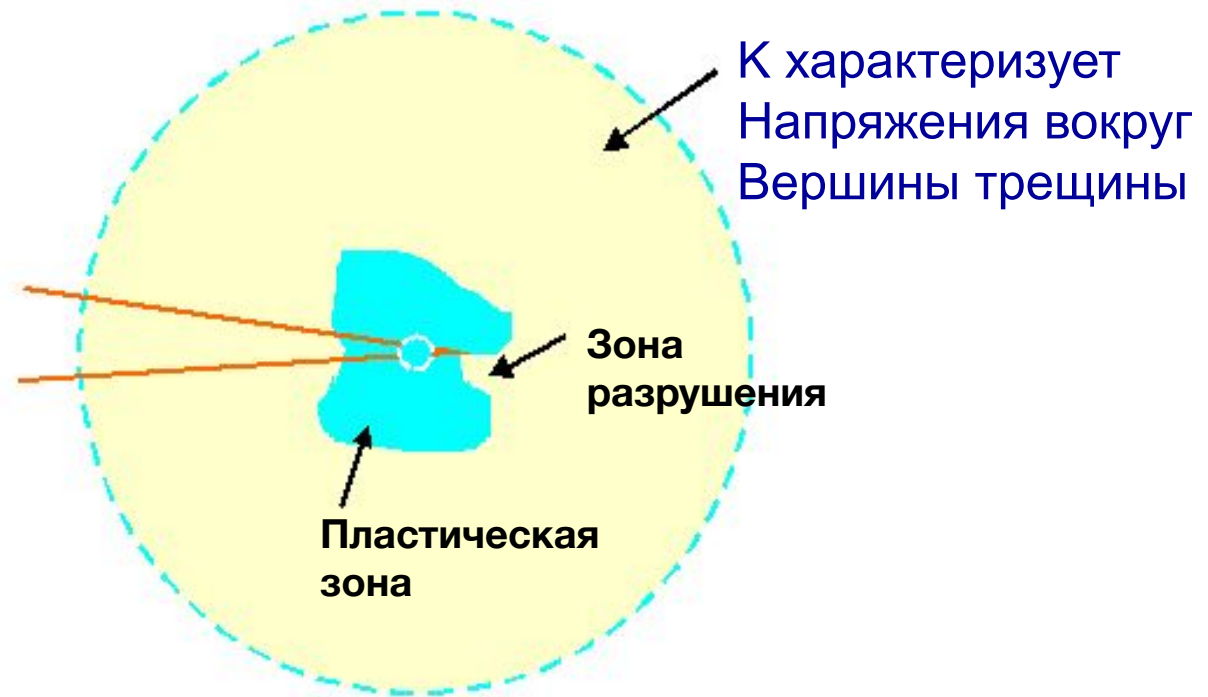 К характеризует
Напряжения вокруг
Вершины трещины
Зона
разрушения
Пластическая
зона